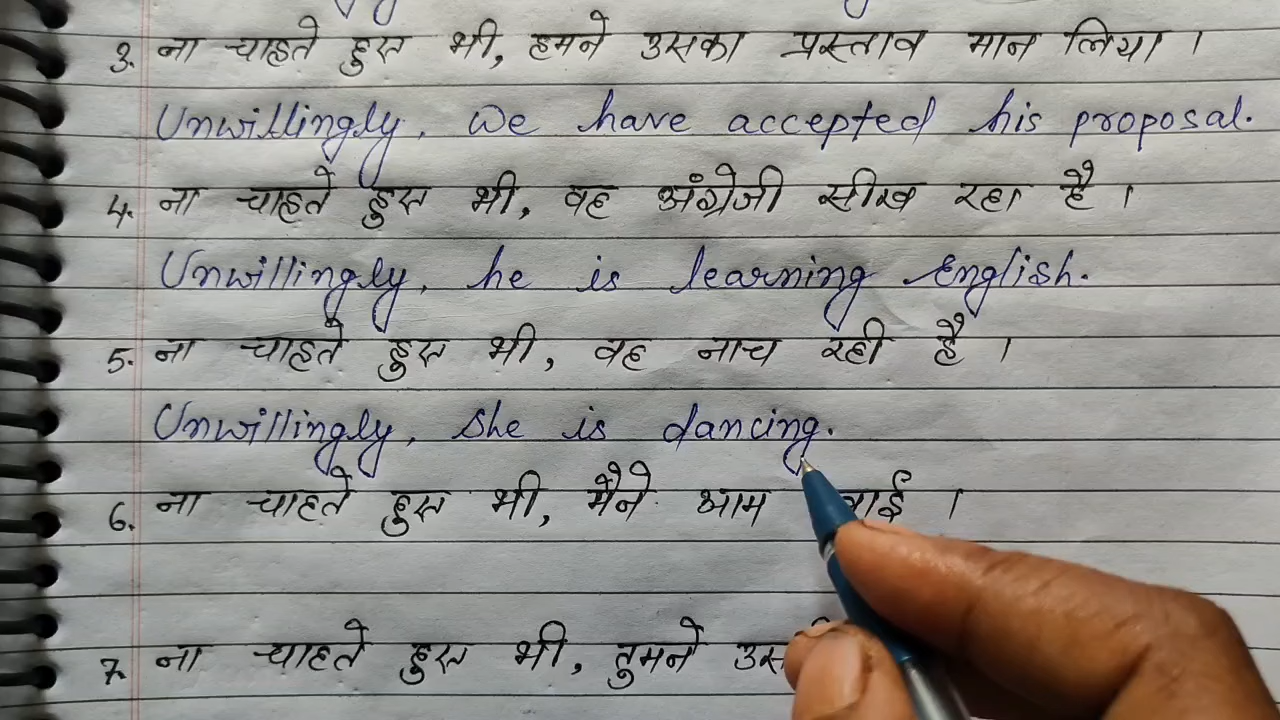 3. ना चाहते हुए भी, हमने उसका प्रस्ताव मान लिया ।
Unwillingly, we have accepted his proposal.
4. ना चाहते हुए भी, वह अंग्रेजी सीख रहा है ।
Unwillingly, he is learning English.
5. ना चाहते हुए भी, वह नाच रही है ।
Unwillingly, she is dancing.
6. ना चाहते हुए भी, मैंने आम ।
7. ना चाहते हुए भी, तुमने